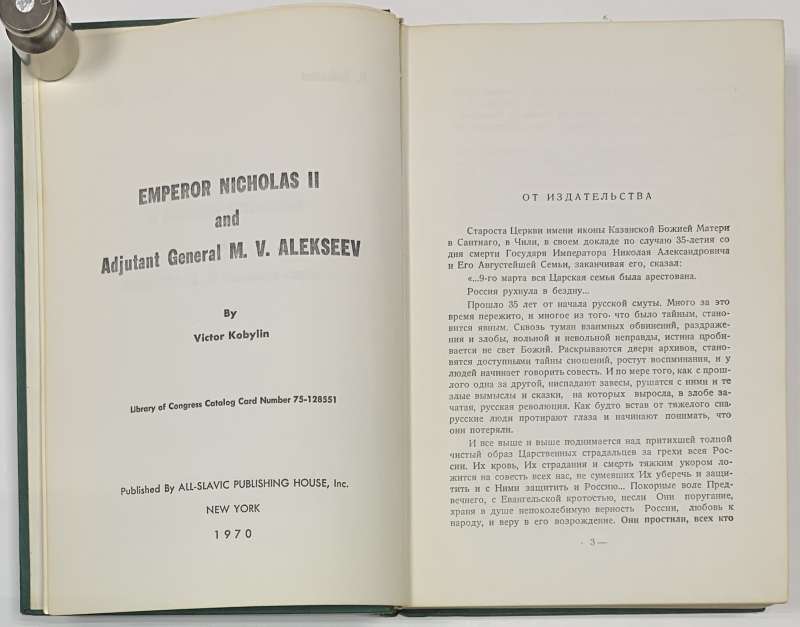 EMPEROR NICHOLAS II
and
Adjutant General M. V. ALEKSEEV
By
Victor Kobylin
Library of Congress Catalog Card Number 75-128551
Published By ALL-SLAVIC PUBLISHING HOUSE, Inc.
NEW YORK
1970
ОТ ИЗДАТЕЛЬСТВА
Староста Церкви имени иконы Казанской Божией Матери
в Сантиаго, в Чили, в своем докладе по случаю 35-летия со
дня смерти Государя Императора Николая Александровича
и Его Августейшей Семьи, заканчивая его, сказал:
«...9-го марта вся Царская семья была арестована.
Россия рухнула в бездну...
Прошло 35 лет от начала русской смуты. Много за это
время пережито, и многое из того, что было тайным, стано-
вится явным. Сквозь туман взаимных обвинений, раздраже-
ния и злобы, вольной и невольной неправды, истина проби-
вается не свет Божий. Раскрываются двери архивов, стано-
вятся доступными тайны сношений, ростут воспминания, и у
людей начинает говорить совесть. И по мере того, как с прош-
лого одна за другой, ниспадают завесы, рушатся с ними и те
злые вымыслы и сказки, на которых выросла, в злобе за-
чатая, русская революция. Как будто встав от тяжелого сна,
русские люди протирают глаза и начинают понимать, что
они потеряли.
И все выше и выше поднимается над притихшей толпой
чистый образ Царственных страдальцев за грехи всея Рос-
сии. Их кровь, Их страдания и смерть тяжким укором ло-
жится на совесть всех нас, не сумевших Их уберечь и защи-
тить и с Ними защитить и Россию... Покорные воле Пред-
вечнего, с Евангельской кротостью, несли Они поругание,
храня в душе непоколебимую верность России, любовь к
народу, и веру в его возрождение. Они простили, всех кто
- 3 —